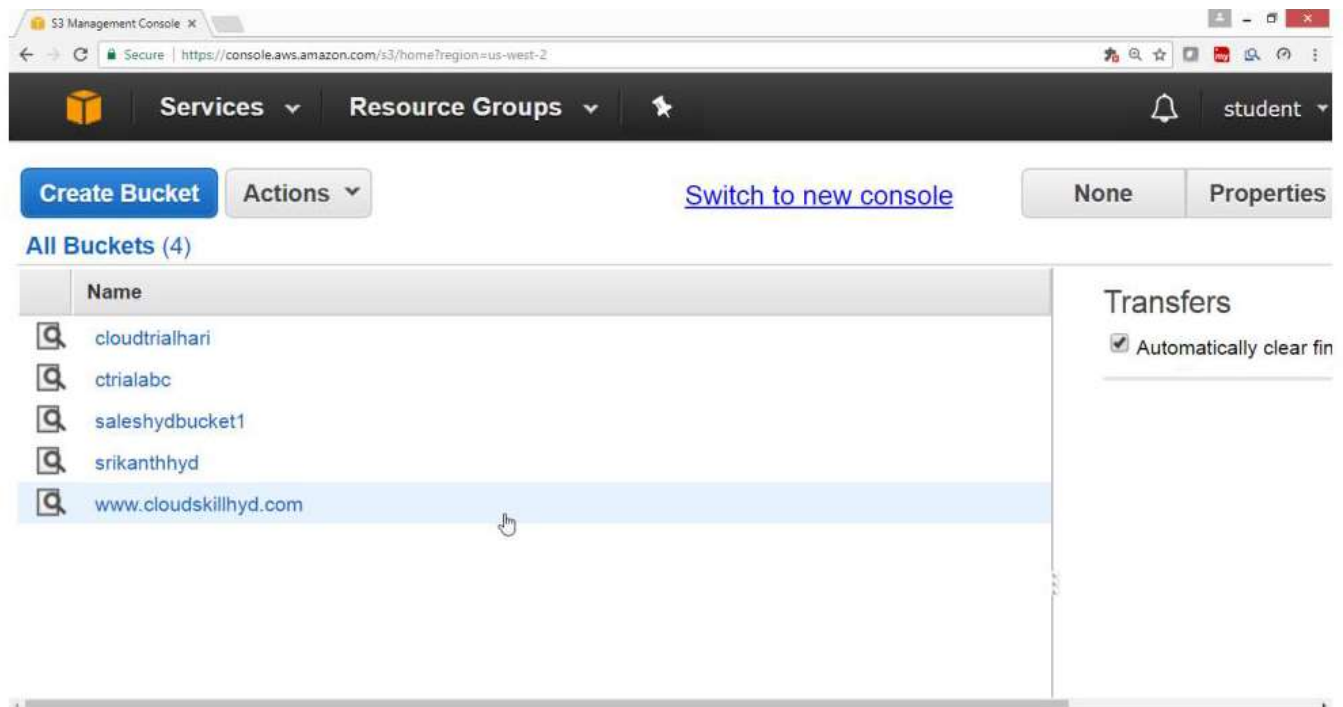 S3 Management Console
Secure | https://console.aws.amazon.com/s3/home?region=us-west-2
Services Resource Groups student
Create Bucket Actions Switch to new console None Properties
All Buckets (4)
Name
Transfers
cloudtrialhari
Automatically clear fin
ctrialabc
saleshydbucket1
srikanthhyd
www.cloudskillhyd.com